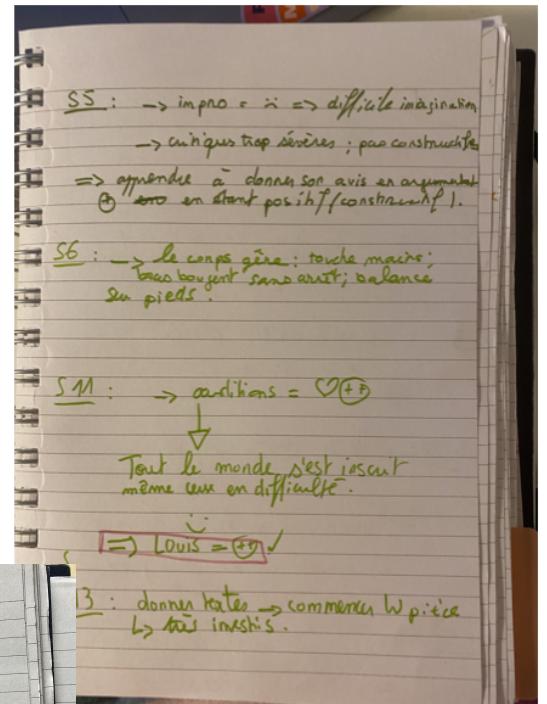 S5 : -> impro = ⍨ => difficile imagination
-> critiques trop sévères ; pas constructifs
=> apprendre à donner son avis en argumentant
⊕ en étant positif (constructif).
S6 : -> le corps gêne : touche mains ;
bras bougent sans arrêt ; balance
sur pieds.
S11 : -> auditions = ♡ (++)
Tout le monde s'est inscrit
même ceux en difficulté.
=> Louis = (++) ✓
13 : donner textes -> commencer W pièce
↳ très investis.